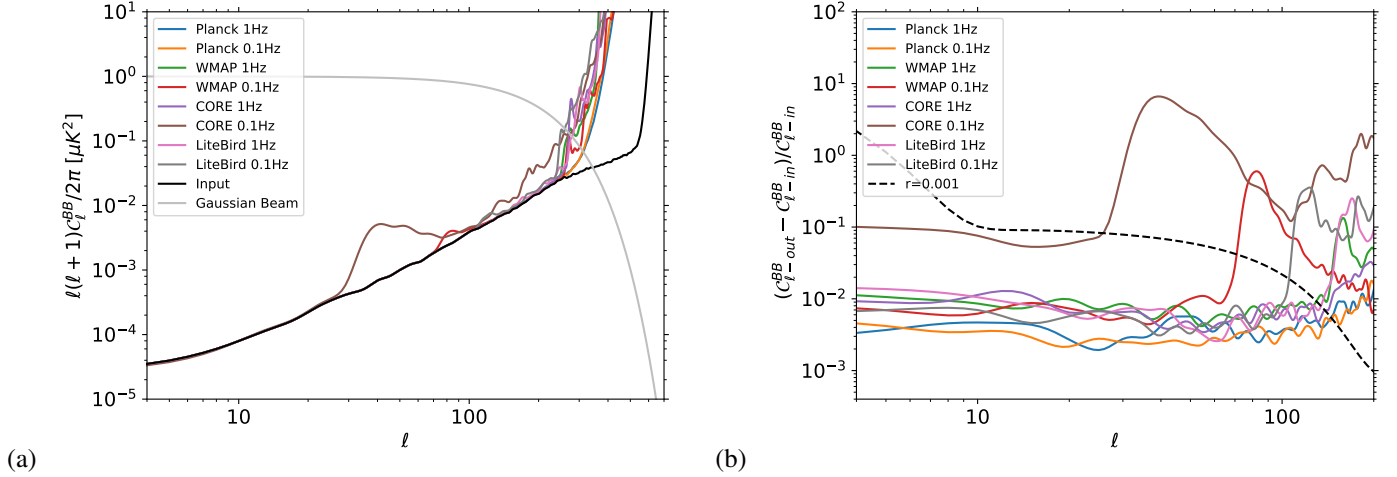 10¹
10⁰
10⁻¹
10⁻²
10⁻³
10⁻⁴
10⁻⁵
ℓ(ℓ + 1)C_ℓ^{BB}/2π [μK²]
Planck 1Hz
Planck 0.1Hz
WMAP 1Hz
WMAP 0.1Hz
CORE 1Hz
CORE 0.1Hz
LiteBird 1Hz
LiteBird 0.1Hz
Input
Gaussian Beam
10
100
ℓ
(a)
10²
10¹
10⁰
10⁻¹
10⁻²
10⁻³
(C_{ℓ−out}^{BB} − C_{ℓ−in}^{BB})/C_{ℓ−in}^{BB}
Planck 1Hz
Planck 0.1Hz
WMAP 1Hz
WMAP 0.1Hz
CORE 1Hz
CORE 0.1Hz
LiteBird 1Hz
LiteBird 0.1Hz
r=0.001
10
100
ℓ
(b)